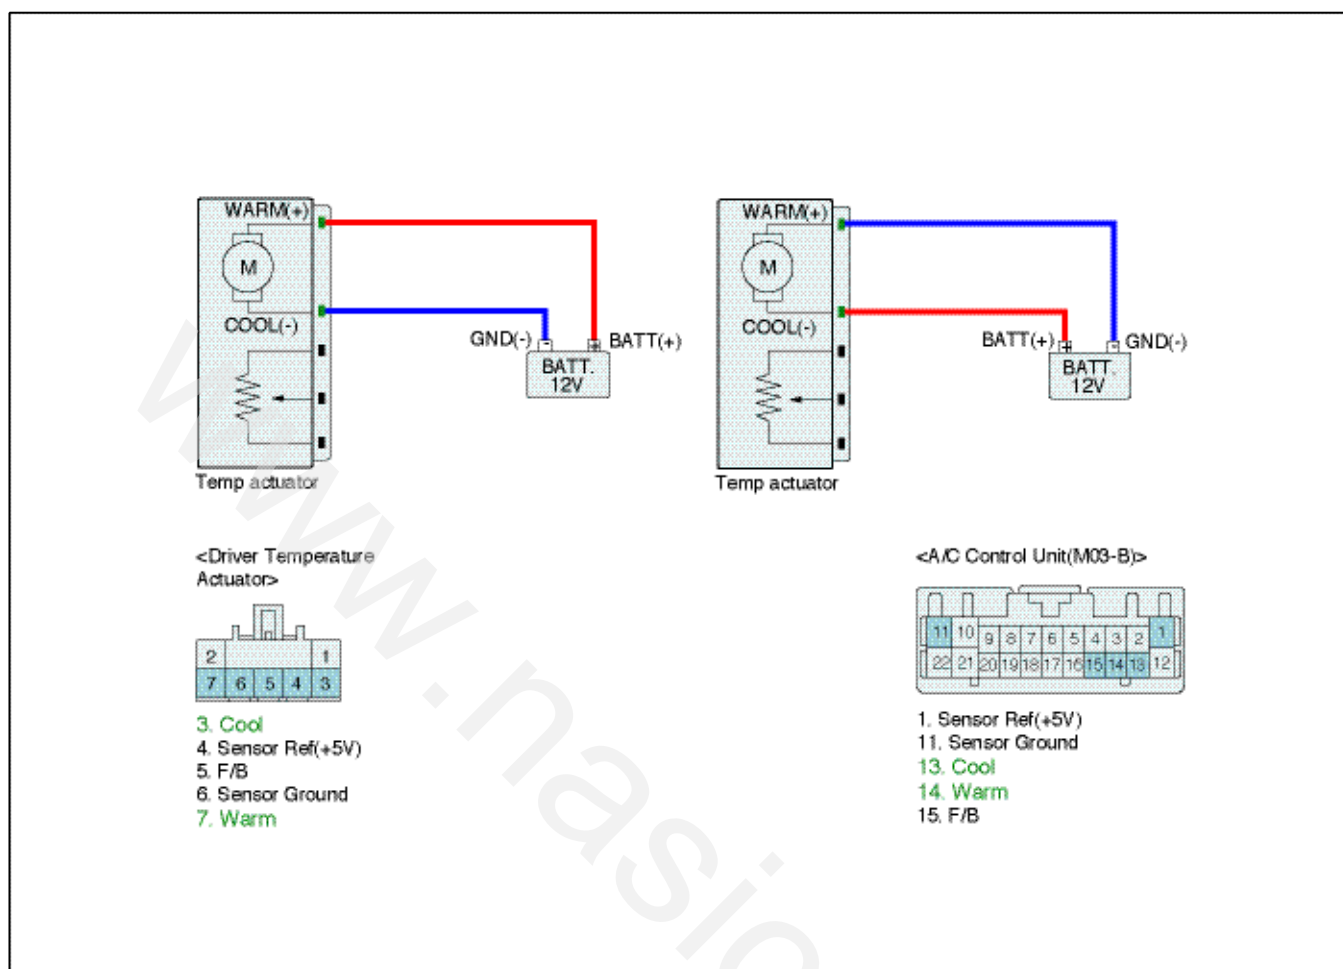 WARM(+)
M
COOL(-)
GND(-)
-
+
BATT(+)
BATT.
12V
Temp actuator
WARM(+)
M
COOL(-)
BATT(+)
+
-
GND(-)
BATT.
12V
Temp actuator
<Driver Temperature
Actuator>
2 1
7 6 5 4 3
3. Cool
4. Sensor Ref(+5V)
5. F/B
6. Sensor Ground
7. Warm
<A/C Control Unit(M03-B)>
11 10 9 8 7 6 5 4 3 2 1
22 21 20 19 18 17 16 15 14 13 12
1. Sensor Ref(+5V)
11. Sensor Ground
13. Cool
14. Warm
15. F/B
www.nasic